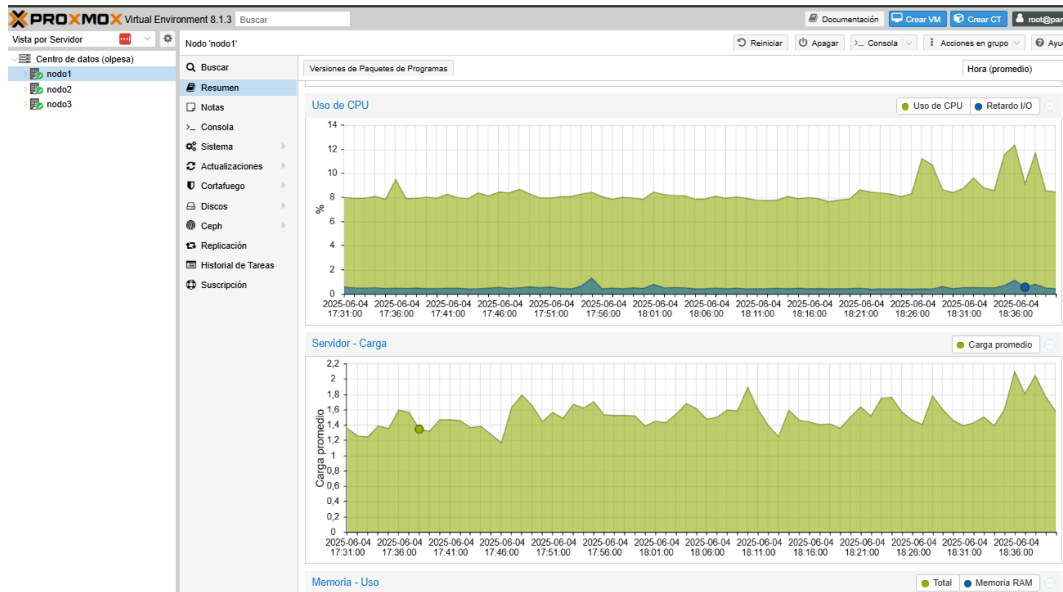 PROXMOX Virtual Environment 8.1.3 Buscar
Documentación Crear VM Crear CT
Vista por Servidor
Centro de datos (olpesa)
nodo1
nodo2
nodo3
Nodo 'nodo1'
Reiniciar Apagar Consola Acciones en grupo
Buscar
Resumen
Notas
Consola
Sistema
Actualizaciones
Cortafuego
Discos
Ceph
Replicación
Historial de Tareas
Suscripción
Versiones de Paquetes de Programas
Hora (promedio)
Uso de CPU
Uso de CPU Retardo I/O
14
12
10
8
6
4
2
0
%
2025-06-04 2025-06-04 2025-06-04 2025-06-04 2025-06-04 2025-06-04 2025-06-04 2025-06-04 2025-06-04 2025-06-04 2025-06-04 2025-06-04 2025-06-04 2025-06-04
17:31:00 17:36:00 17:41:00 17:46:00 17:51:00 17:56:00 18:01:00 18:06:00 18:11:00 18:16:00 18:21:00 18:26:00 18:31:00 18:36:00
Servidor - Carga
Carga promedio
2,2
2
1,8
1,6
1,4
1,2
1
0,8
0,6
0,4
0,2
0
Carga promedio
2025-06-04 2025-06-04 2025-06-04 2025-06-04 2025-06-04 2025-06-04 2025-06-04 2025-06-04 2025-06-04 2025-06-04 2025-06-04 2025-06-04 2025-06-04 2025-06-04
17:31:00 17:36:00 17:41:00 17:46:00 17:51:00 17:56:00 18:01:00 18:06:00 18:11:00 18:16:00 18:21:00 18:26:00 18:31:00 18:36:00
Memoria - Uso
Total Memoria RAM